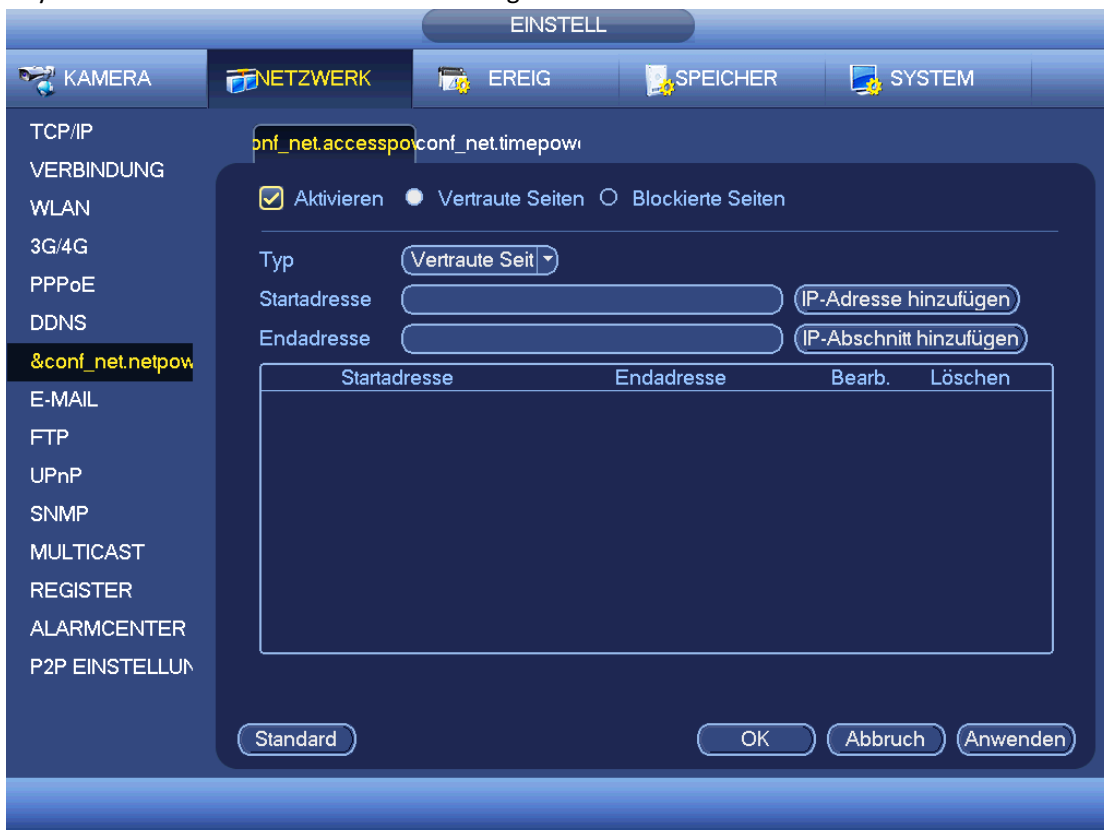 EINSTELL
KAMERA NETZWERK EREIG SPEICHER SYSTEM
TCP/IP
VERBINDUNG
WLAN
3G/4G
PPPoE
DDNS
&conf_net.netpow
E-MAIL
FTP
UPnP
SNMP
MULTICAST
REGISTER
ALARMCENTER
P2P EINSTELLUN
onf_net.accesspow conf_net.timepow
Aktivieren Vertraute Seiten Blockierte Seiten
Typ Vertraute Seit
Startadresse IP-Adresse hinzufügen
Endadresse IP-Abschnitt hinzufügen
Startadresse Endadresse Bearb. Löschen
Standard OK Abbruch Anwenden